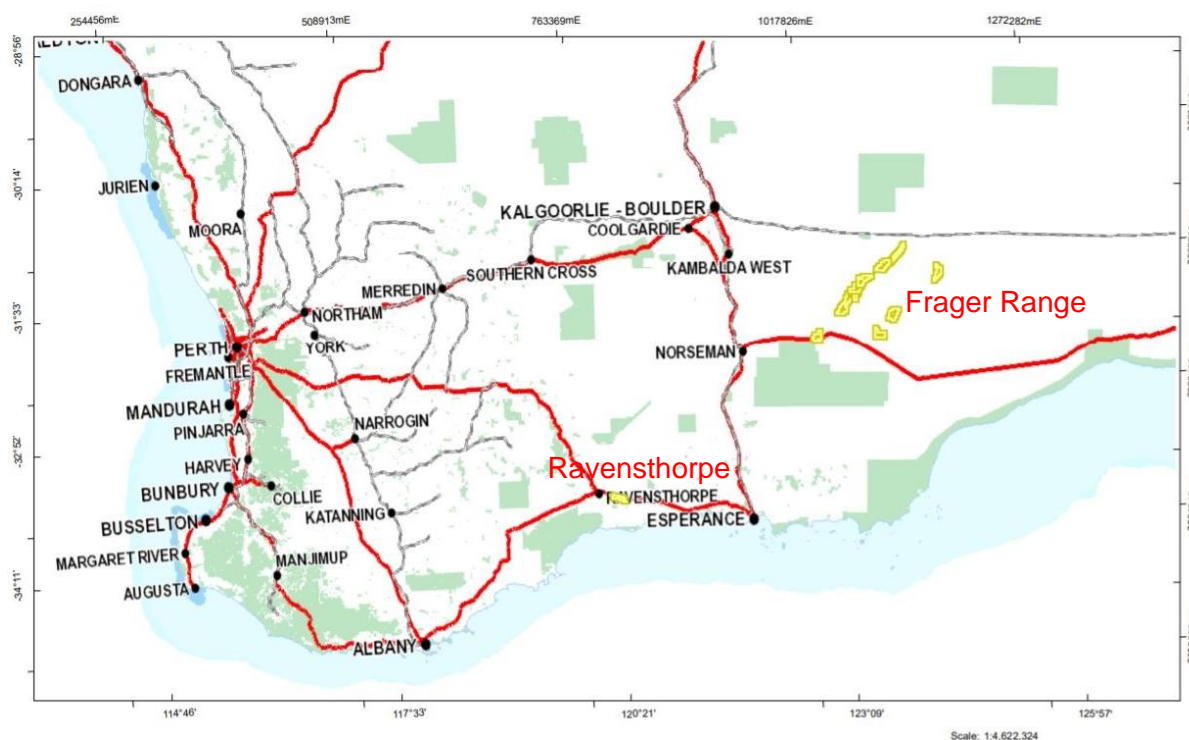 254456mE
508913mE
763369mE
1017826mE
1272282mE
-28°56'
DONGARA
JURIEN
-30°14'
MOORA
KALGOORLIE - BOULDER
COOLGARDIE
KAMBALDA WEST
SOUTHERN CROSS
MERREDIN
Frager Range
-31°33'
NORTHAM
YORK
PERTH
FREMANTLE
NORSEMAN
MANDURAH
PINJARRA
NARROGIN
-32°52'
HARVEY
Ravensthorpe
BUNBURY
COLLIE
RAVENSTHORPE
KATANNING
BUSSELTON
ESPERANCE
MARGARET RIVER
MANJIMUP
AUGUSTA
-34°11'
ALBANY
114°46'
117°33'
120°21'
123°09'
125°57'
Scale: 1:4,622,324